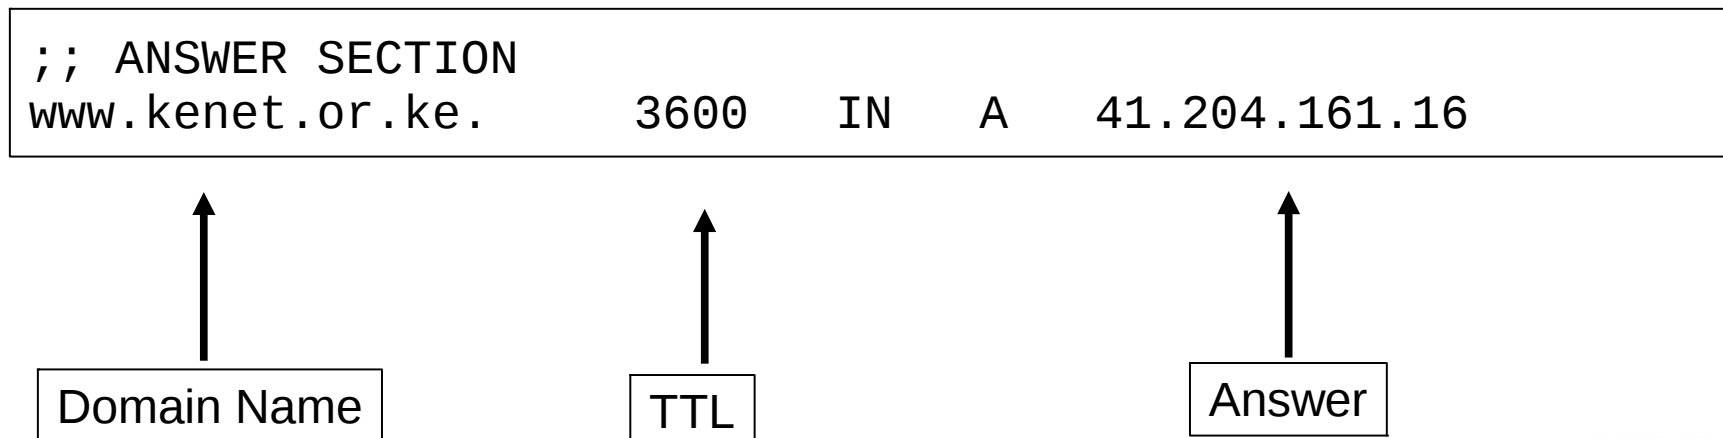 ;; ANSWER SECTION
www.kenet.or.ke. 3600 IN A 41.204.161.16
Domain Name TTL Answer